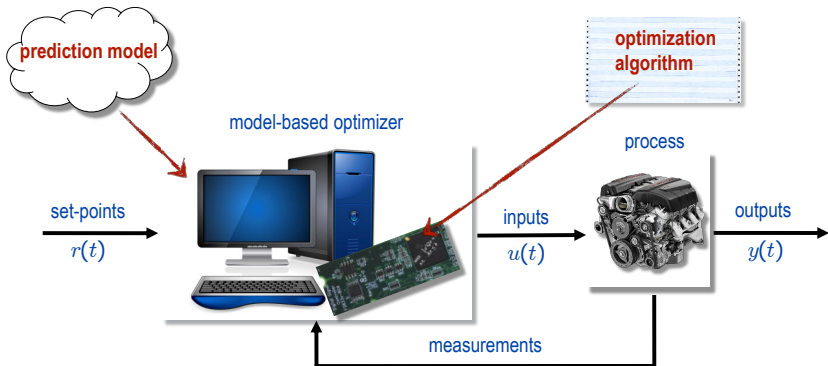 prediction model
optimization
algorithm
model-based optimizer
process
set-points
r(t)
inputs
u(t)
outputs
y(t)
measurements